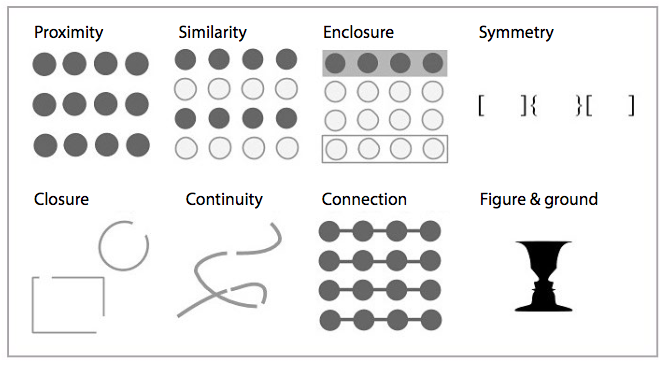 Proximity
Similarity
Enclosure
Symmetry
[ ]{ }[ ]
Closure
Continuity
Connection
Figure & ground